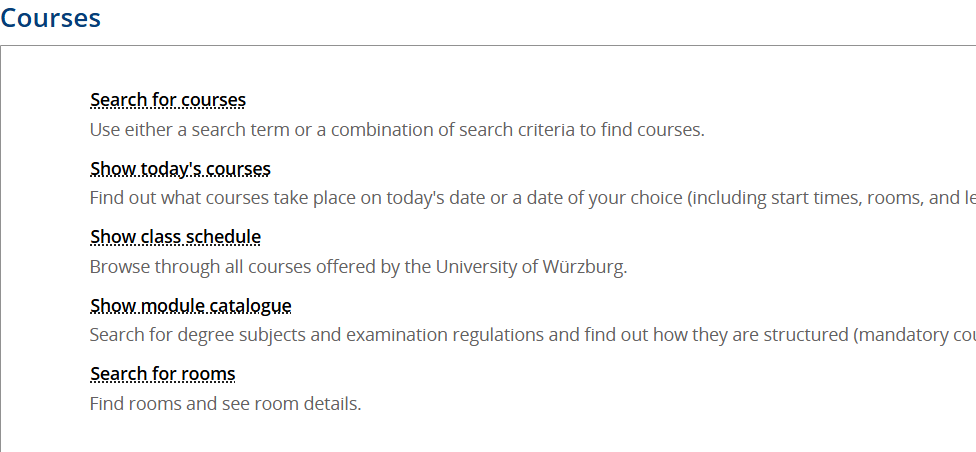 Courses
Search for courses
Use either a search term or a combination of search criteria to find courses.
Show today's courses
Find out what courses take place on today's date or a date of your choice (including start times, rooms, and
Show class schedule
Browse through all courses offered by the University of Würzburg.
Show module catalogue
Search for degree subjects and examination regulations and find out how they are structured (mandatory
Search for rooms
Find rooms and see room details.